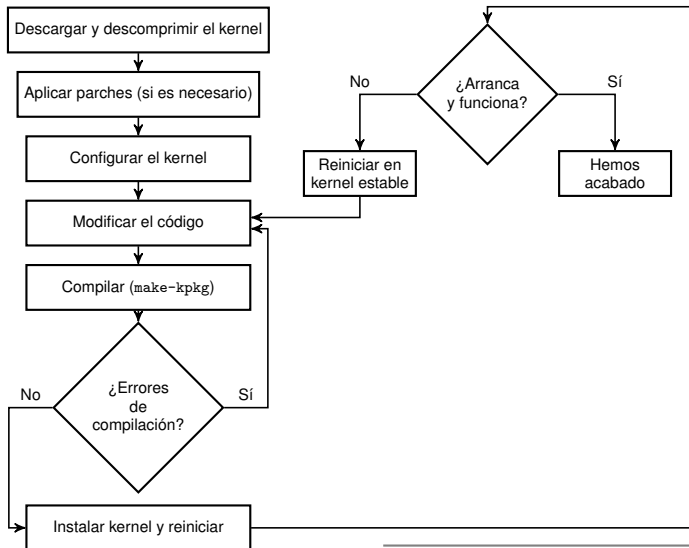 Descargar y descomprimir el kernel
Aplicar parches (si es necesario)
Configurar el kernel
Modificar el código
Compilar (make-kpkg)
¿Errores
de
compilación?
No
Sí
Instalar kernel y reiniciar
¿Arranca
y funciona?
No
Sí
Reiniciar en
kernel estable
Hemos
acabado